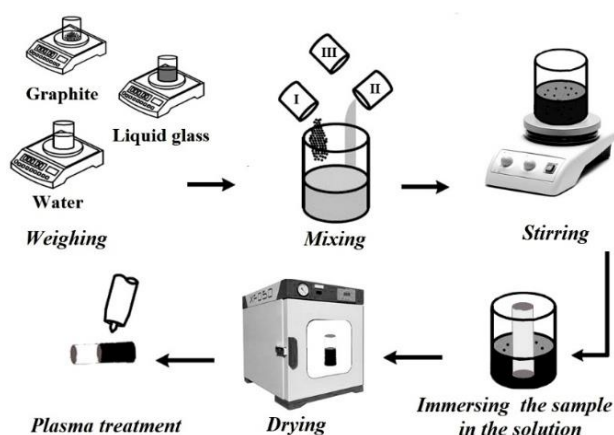 Graphite
Liquid glass
Water
Weighing
I
III
II
Mixing
Stirring
Plasma treatment
Drying
Immersing the sample
in the solution